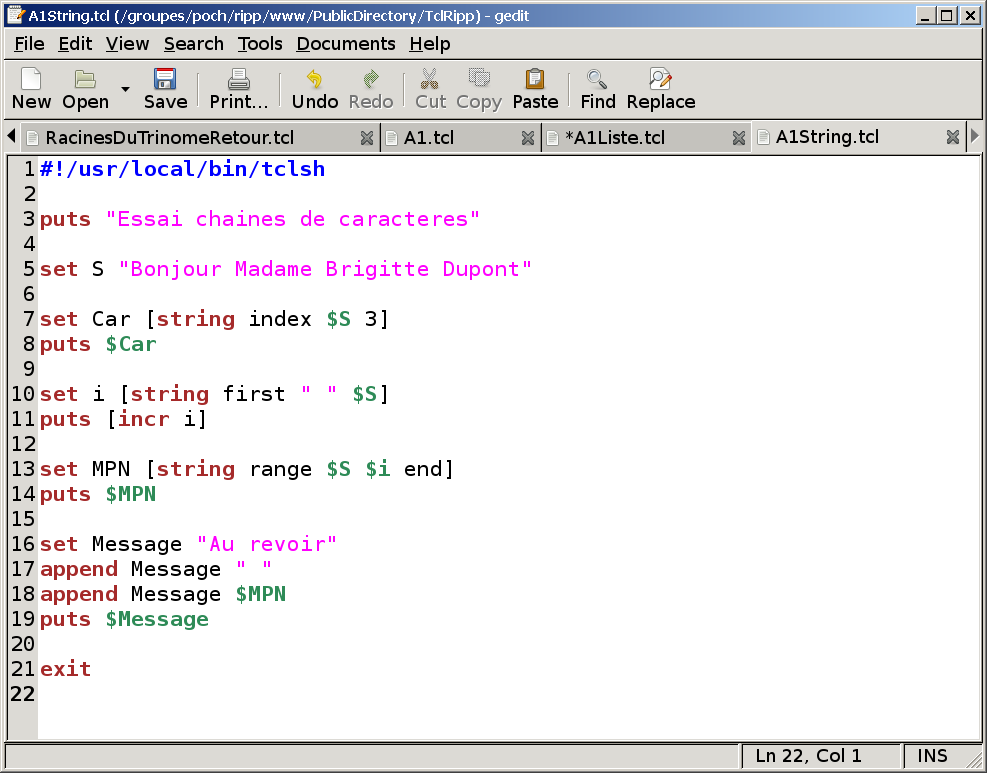 A1String.tcl (/groupes/poch/ripp/www/PublicDirectory/TclRipp) - gedit
File Edit View Search Tools Documents Help
New Open Save Print... Undo Redo Cut Copy Paste Find Replace
RacinesDuTrinomeRetour.tcl A1.tcl *A1Liste.tcl A1String.tcl
1 #!/usr/local/bin/tclsh
2
3 puts "Essai chaines de caracteres"
4
5 set S "Bonjour Madame Brigitte Dupont"
6
7 set Car [string index $S 3]
8 puts $Car
9
10 set i [string first " " $S]
11 puts [incr i]
12
13 set MPN [string range $S $i end]
14 puts $MPN
15
16 set Message "Au revoir"
17 append Message " "
18 append Message $MPN
19 puts $Message
20
21 exit
22
Ln 22, Col 1 INS